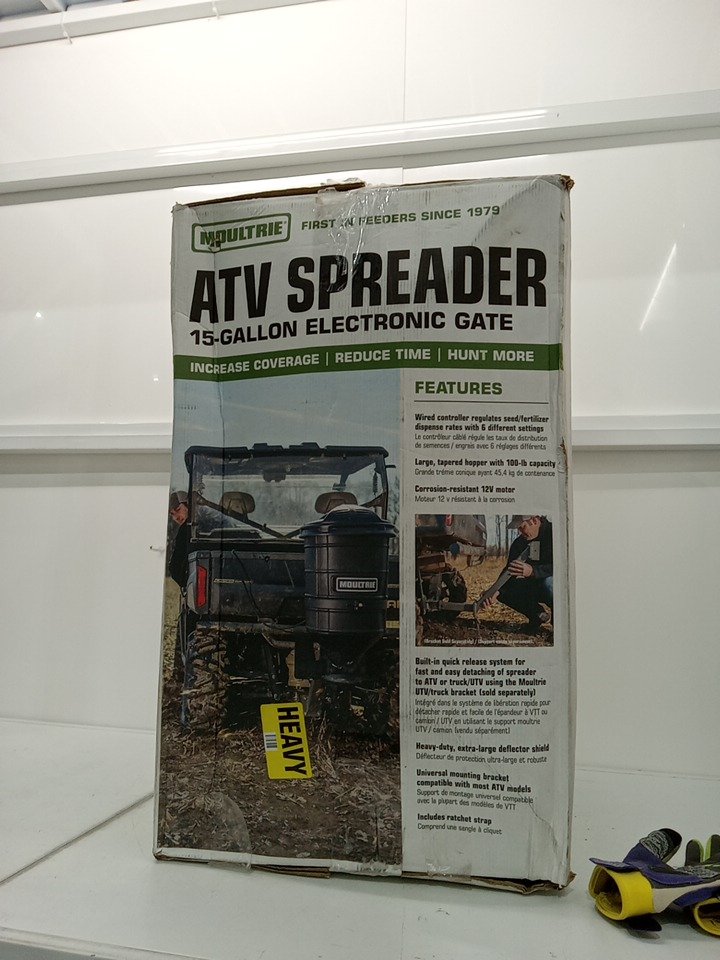 MOULTRIE®
FIRST IN FEEDERS SINCE 1979
ATV SPREADER
15-GALLON ELECTRONIC GATE
INCREASE COVERAGE | REDUCE TIME | HUNT MORE
FEATURES
Wired controller regulates seed/fertilizer
dispense rates with 6 different settings
Le contrôleur câblé régule les taux de distribution
de semences / engrais avec 6 réglages différents
Large, tapered hopper with 100-lb capacity
Grande trémie conique ayant 45.4 kg de contenance
Corrosion-resistant 12V motor
Moteur 12 v résistant à la corrosion
MOULTRIE
(Bracket Sold Separately) / (Support vendu séparément)
Built-in quick release system for
fast and easy detaching of spreader
to ATV or truck/UTV using the Moultrie
UTV/truck bracket (sold separately)
Intégré dans le système de libération rapide pour
détacher rapide et facile de l'épandeur à VTT ou
camion / UTV en utilisant le support moultrie
UTV / camion (vendu séparément)
HEAVY
Heavy-duty, extra-large deflector shield
Déflecteur de protection, ultra-large et robuste
Universal mounting bracket
compatible with most ATV models
Support de montage universel compatible
avec la plupart des modèles de VTT
Includes ratchet strap
Comprend une sangle à cliquet